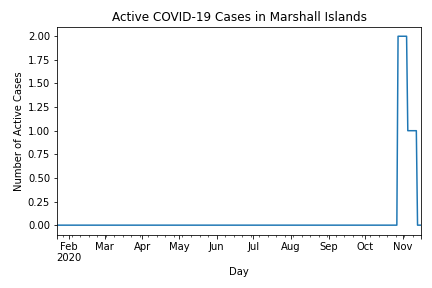 Active COVID-19 Cases in Marshall Islands
Number of Active Cases
2.00
1.75
1.50
1.25
1.00
0.75
0.50
0.25
0.00
Feb Mar Apr May Jun Jul Aug Sep Oct Nov
2020
Day